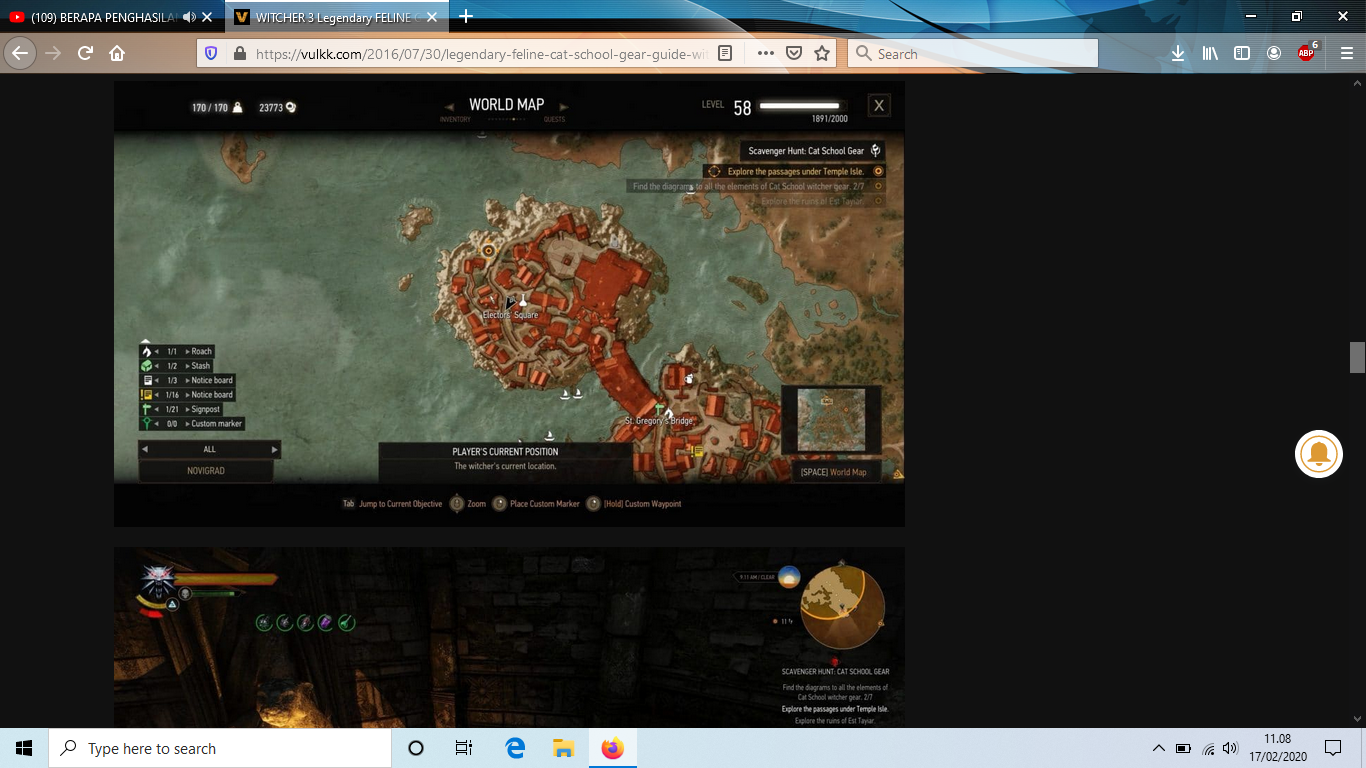 (109) BERAPA PENGHASILA
WITCHER 3 Legendary FELINE
https://vulkk.com/2016/07/30/legendary-feline-cat-school-gear-guide-wit
Search
ABP
6
170 / 170
23773
WORLD MAP
INVENTORY
QUESTS
LEVEL 58
1891/2000
X
Scavenger Hunt: Cat School Gear
Explore the passages under Temple Isle.
Find the diagrams to all the elements of Cat School witcher gear. 2/7
Explore the ruins of Est Tayiar.
Electors' Square
1/1 Roach
1/2 Stash
1/3 Notice board
1/16 Notice board
1/21 Signpost
0/0 Custom marker
ALL
NOVIGRAD
St. Gregory's Bridge
PLAYER'S CURRENT POSITION
The witcher's current location.
[SPACE] World Map
Tab Jump to Current Objective Zoom Place Custom Marker [Hold] Custom Waypoint
9:11 AM / CLEAR
SCAVENGER HUNT: CAT SCHOOL GEAR
Find the diagrams to all the elements of
Cat School witcher gear. 2/7
Explore the passages under Temple Isle.
Explore the ruins of Est Tayiar.
Type here to search
11.08
17/02/2020